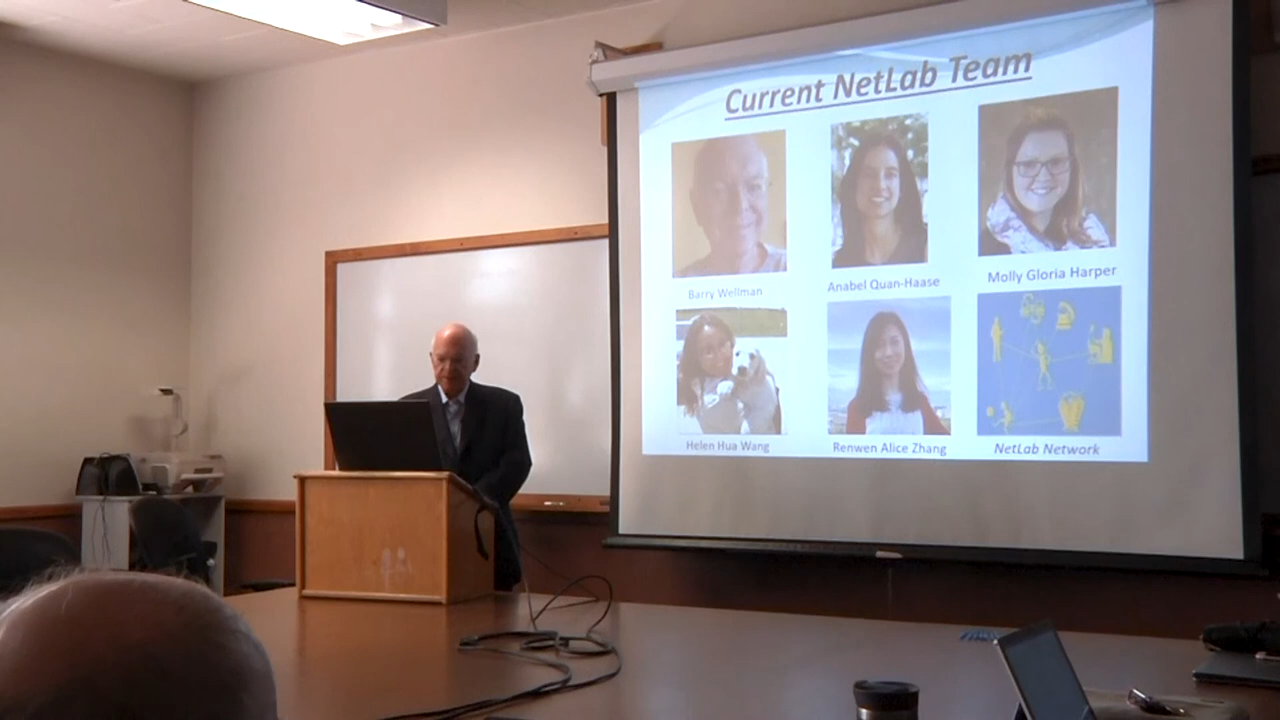 Current NetLab Team
Barry Wellman
Anabel Quan-Haase
Molly Gloria Harper
Helen Hua Wang
Renwen Alice Zhang
NetLab Network